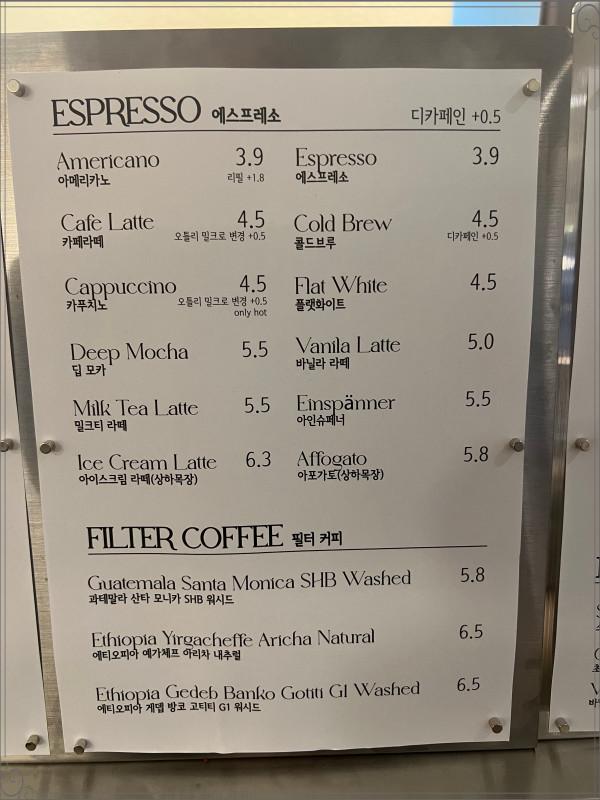 ESPRESSO 에스프레소 디카페인 +0.5
Americano 3.9
아메리카노 리필 +1.8
Espresso 3.9
에스프레소
Cafe Latte 4.5
카페라떼 오틀리 밀크로 변경 +0.5
Cold Brew 4.5
콜드브루 디카페인 +0.5
Cappuccino 4.5
카푸치노 오틀리 밀크로 변경 +0.5
only hot
Flat White 4.5
플랫화이트
Deep Mocha 5.5
딥 모카
Vanila Latte 5.0
바닐라 라떼
Milk Tea Latte 5.5
밀크티 라떼
Einspänner 5.5
아인슈페너
Ice Cream Latte 6.3
아이스크림 라떼(상하목장)
Affogato 5.8
아포가토(상하목장)
FILTER COFFEE 필터 커피
Guatemala Santa Monica SHB Washed 5.8
과테말라 산타 모니카 SHB 워시드
Ethiopia Yirgacheffe Aricha Natural 6.5
에티오피아 예가체프 아리차 내추럴
Ethiopia Gedeb Banko Gotiti G1 Washed 6.5
에티오피아 게뎁 방코 고티티 G1 워시드